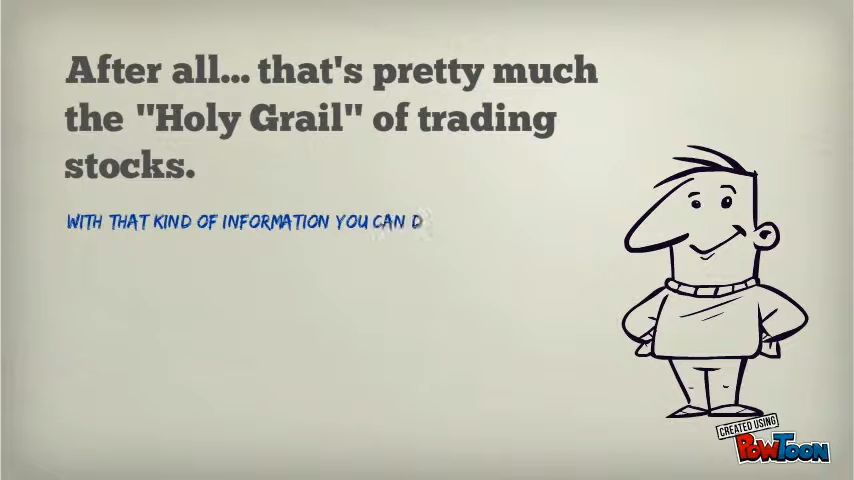 After all... that's pretty much
the "Holy Grail" of trading
stocks.
WITH THAT KIND OF INFORMATION YOU CAN D
CREATED USING
POWTOON